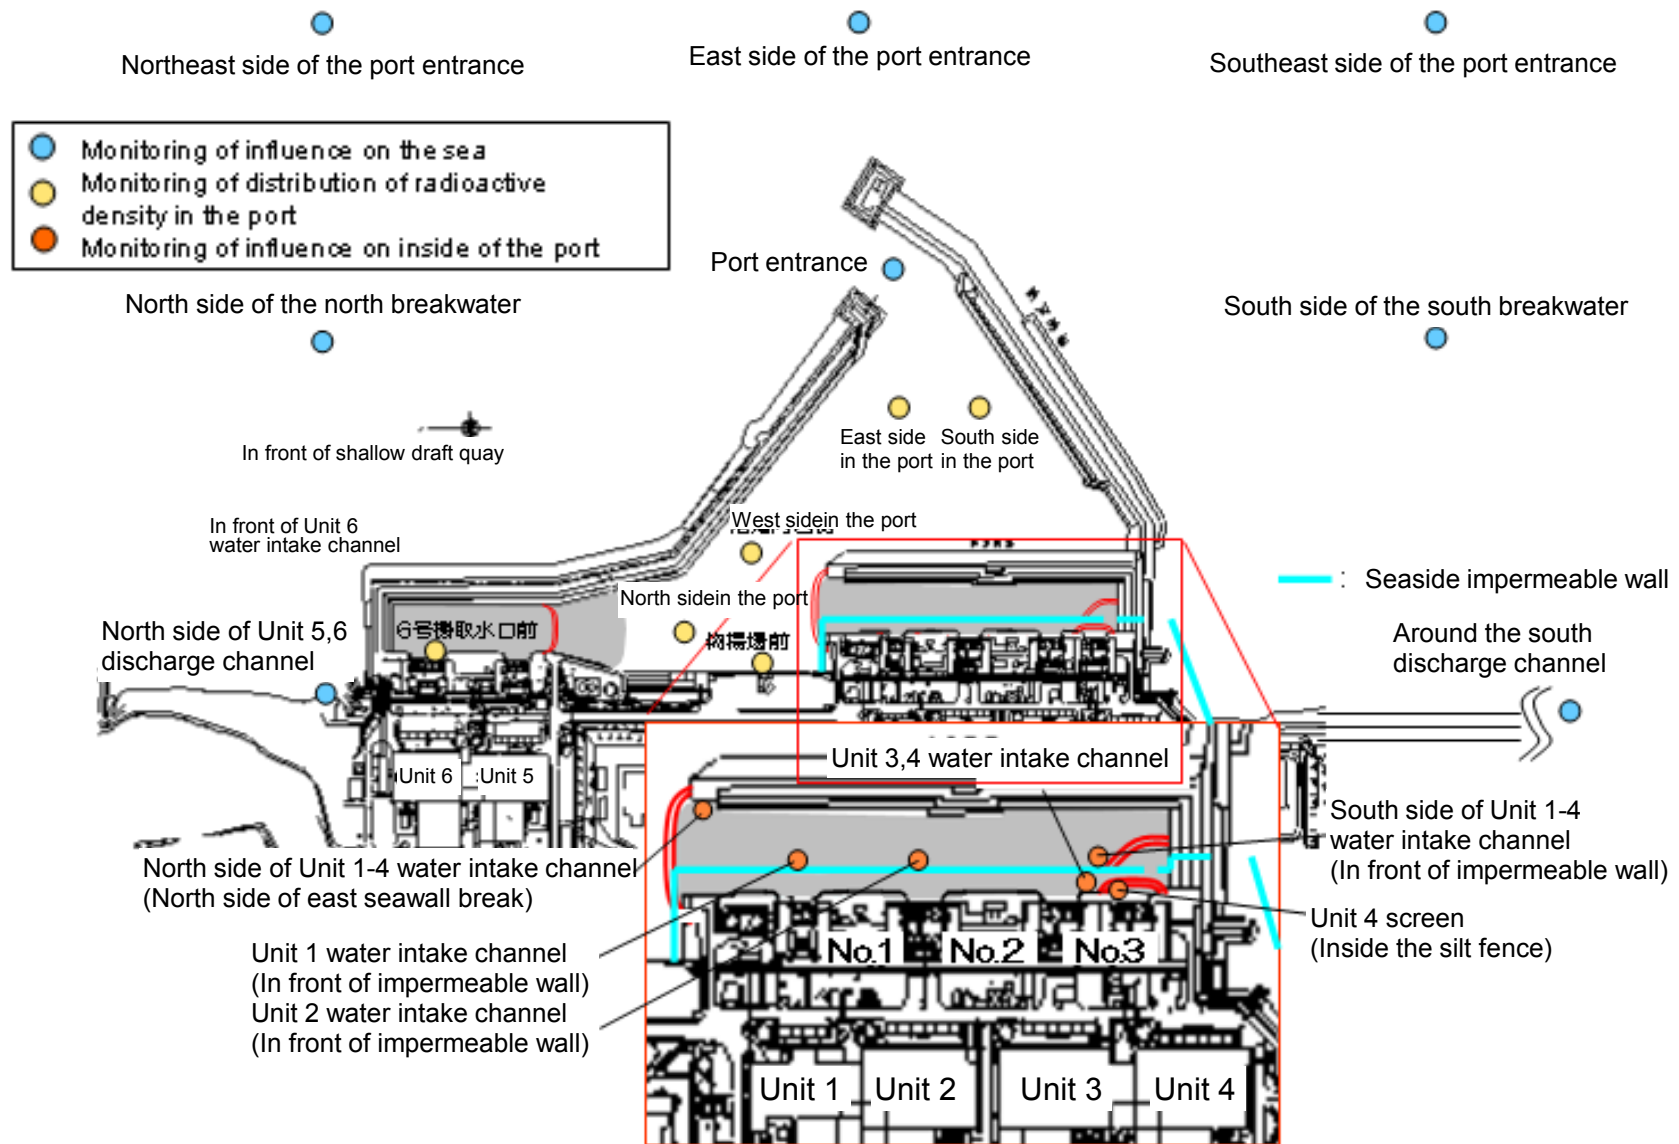 Northeast side of the port entrance
East side of the port entrance
Southeast side of the port entrance
Monitoring of influence on the sea
Monitoring of distribution of radioactive
density in the port
Monitoring of influence on inside of the port
Port entrance
North side of the north breakwater
South side of the south breakwater
In front of shallow draft quay
East side
in the port
South side
in the port
In front of Unit 6
water intake channel
West sidein the port
North sidein the port
: Seaside impermeable wall
6号機取水口前
物揚場前
North side of Unit 5,6
discharge channel
Around the south
discharge channel
Unit 6
Unit 5
Unit 3,4 water intake channel
South side of Unit 1-4
water intake channel
(In front of impermeable wall)
North side of Unit 1-4 water intake channel
(North side of east seawall break)
Unit 4 screen
(Inside the silt fence)
Unit 1 water intake channel
(In front of impermeable wall)
Unit 2 water intake channel
(In front of impermeable wall)
No.1
No.2
No.3
Unit 1
Unit 2
Unit 3
Unit 4